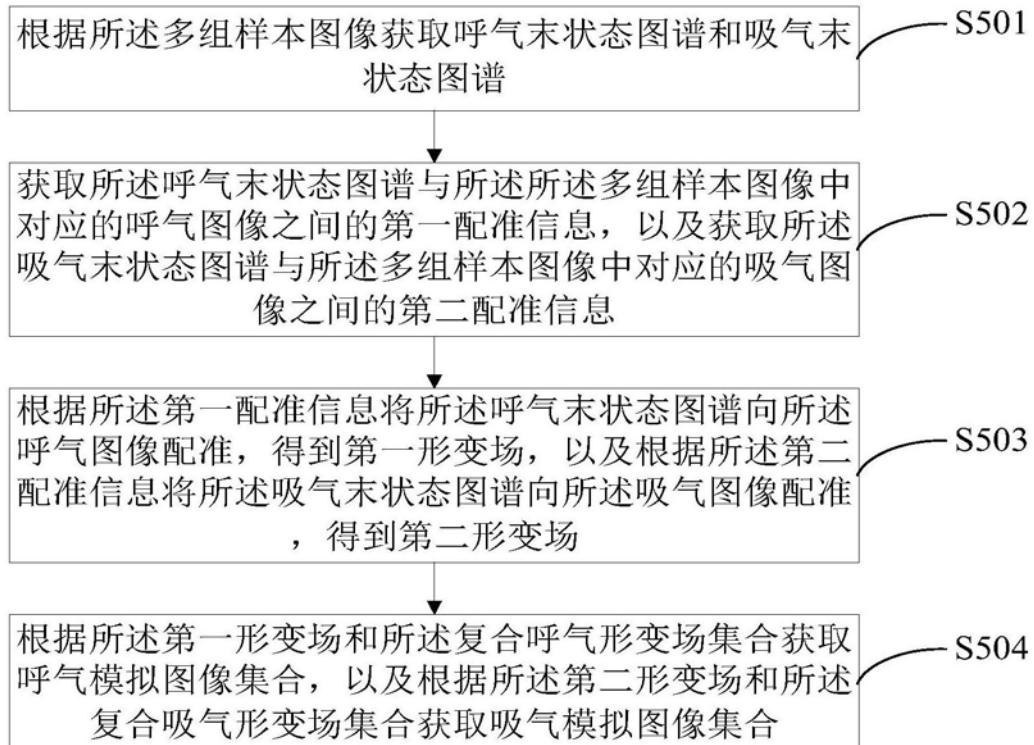 根据所述多组样本图像获取呼气末状态图谱和吸气末
状态图谱
S501
获取所述呼气末状态图谱与所述所述多组样本图像中
对应的呼气图像之间的第一配准信息，以及获取所述
吸气末状态图谱与所述多组样本图像中对应的吸气图
像之间的第二配准信息
S502
根据所述第一配准信息将所述呼气末状态图谱向所述
呼气图像配准，得到第一形变场，以及根据所述第二
配准信息将所述吸气末状态图谱向所述吸气图像配准
，得到第二形变场
S503
根据所述第一形变场和所述复合呼气形变场集合获取
呼气模拟图像集合，以及根据所述第二形变场和所述
复合吸气形变场集合获取吸气模拟图像集合
S504